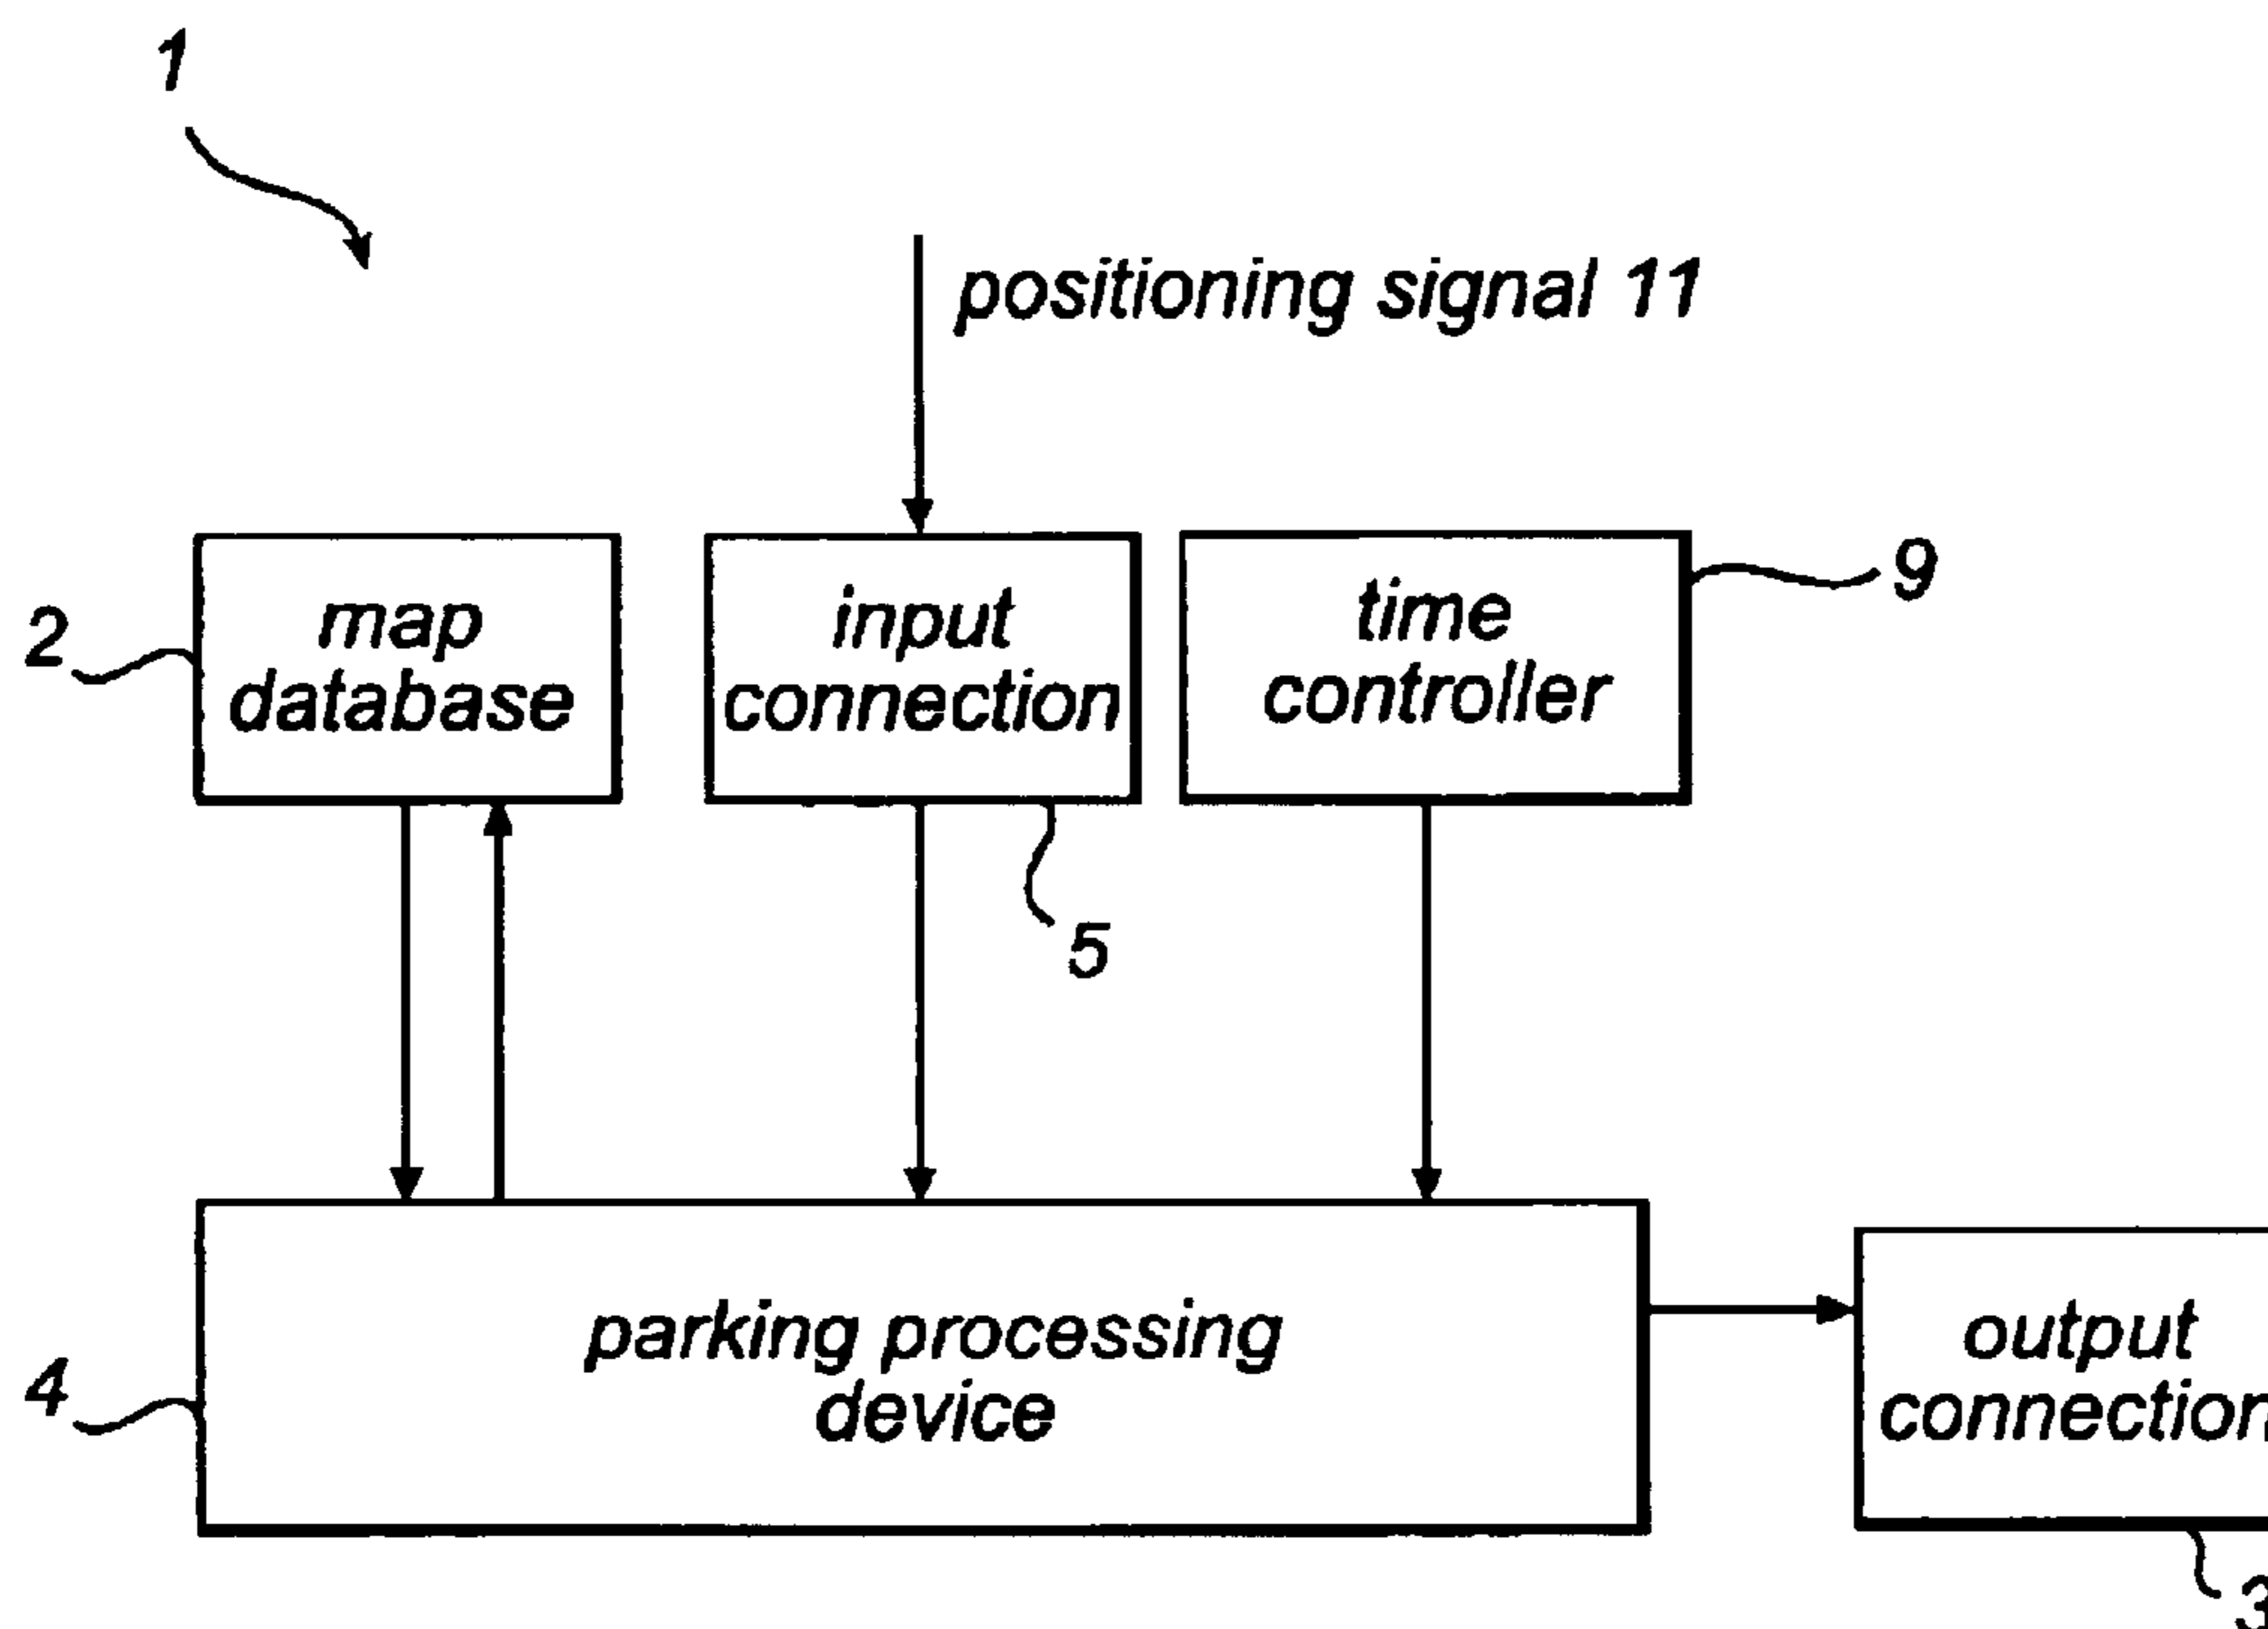 1
positioning signal 11
map
database
input
connection
time
controller
9
2
5
parking processing
device
output
connection
4
3